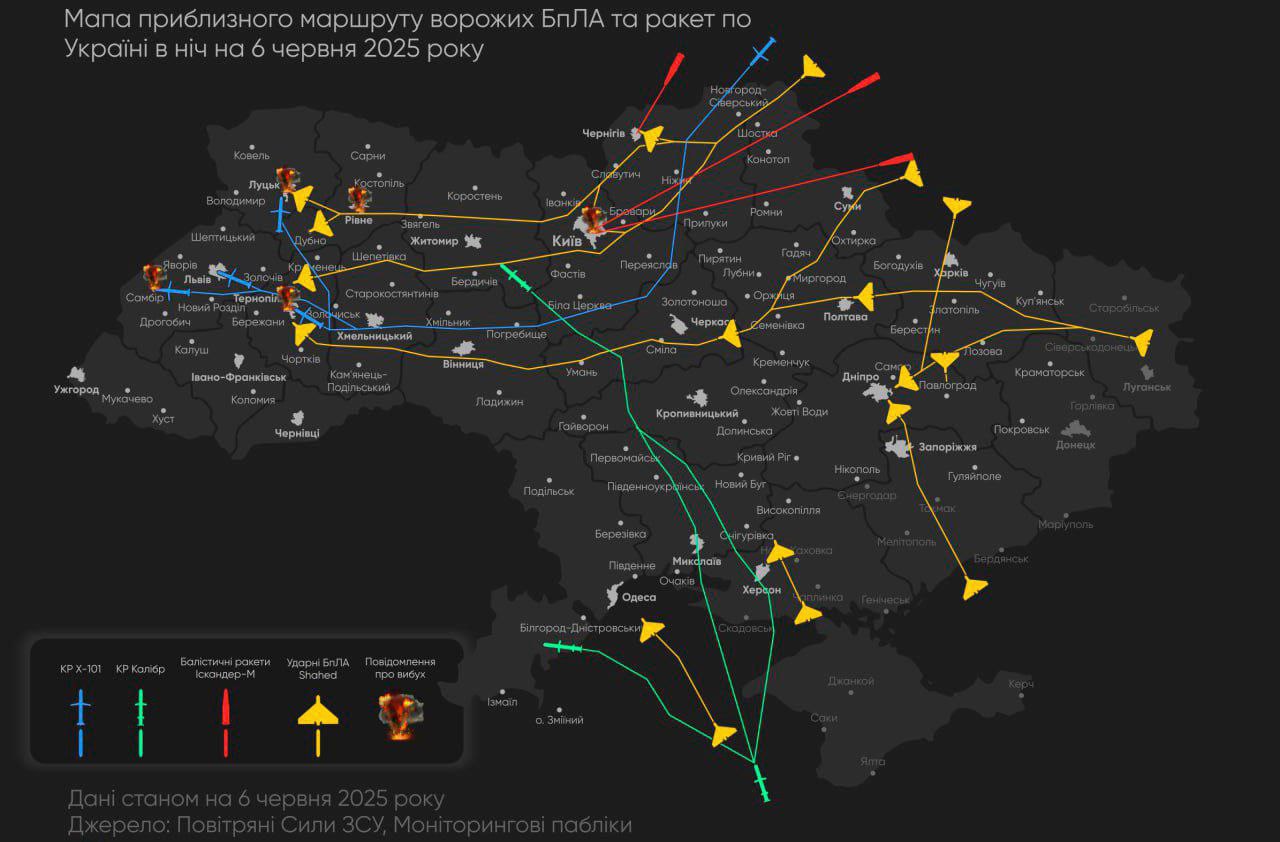 Мапа приблизного маршруту ворожих БпЛА та ракет по
Україні в ніч на 6 червня 2025 року
Новгород-
Сіверський
Чернігів
Шостка
Конотоп
Ковель
Сарни
Славутич
Ніжин
Луцьк
Костопіль
Володимир
Коростень
Іванків
Бровари
Ромни
Суми
Рівне
Звягель
Прилуки
Шептицький
Дубно
Житомир
Київ
Охтирка
Шепетівка
Гадяч
Яворів
Львів
Золочів
Кременець
Бердичів
Фастів
Переяслав
Пирятин
Лубни
Миргород
Богодухів
Харків
Чугуїв
Самбір
Новий Розділ
Тернопіль
Старокостянтинів
Біла Церква
Золотоноша
Оржиця
Куп'янськ
Старобільськ
Дрогобич
Бережани
Волочиськ
Хмельницький
Хмільник
Погребище
Черкаси
Семенівка
Полтава
Златопіль
Берестин
Калуш
Чортків
Вінниця
Сміла
Кременчук
Лозова
Сіверськодонецьк
Ужгород
Мукачево
Івано-Франківськ
Кам'янець-
Подільський
Умань
Дніпро
Павлоград
Краматорськ
Луганськ
Хуст
Коломия
Ладижин
Олександрія
Кропивницький
Жовті Води
Горлівка
Чернівці
Гайворон
Долинська
Покровськ
Донецьк
Запоріжжя
Первомайськ
Кривий Ріг
Нікополь
Гуляйполе
Подільськ
Південноукраїнськ
Новий Буг
Єнергодар
Високопілля
Токмак
Березівка
Снігурівка
Маріуполь
Мелітополь
Миколаїв
Бердянськ
Південне
Очаків
Херсон
Одеса
Чаплинка
Генічеськ
Білгород-Дністровський
Скадовськ
Джанкой
Керч
Ізмаїл
о. Зміїний
Саки
Ялта
КР Х-101
КР Калібр
Балістичні ракети
Іскандер-М
Ударні БпЛА
Shahed
Повідомлення
про вибух
Дані станом на 6 червня 2025 року
Джерело: Повітряні Сили ЗСУ, Моніторингові пабліки